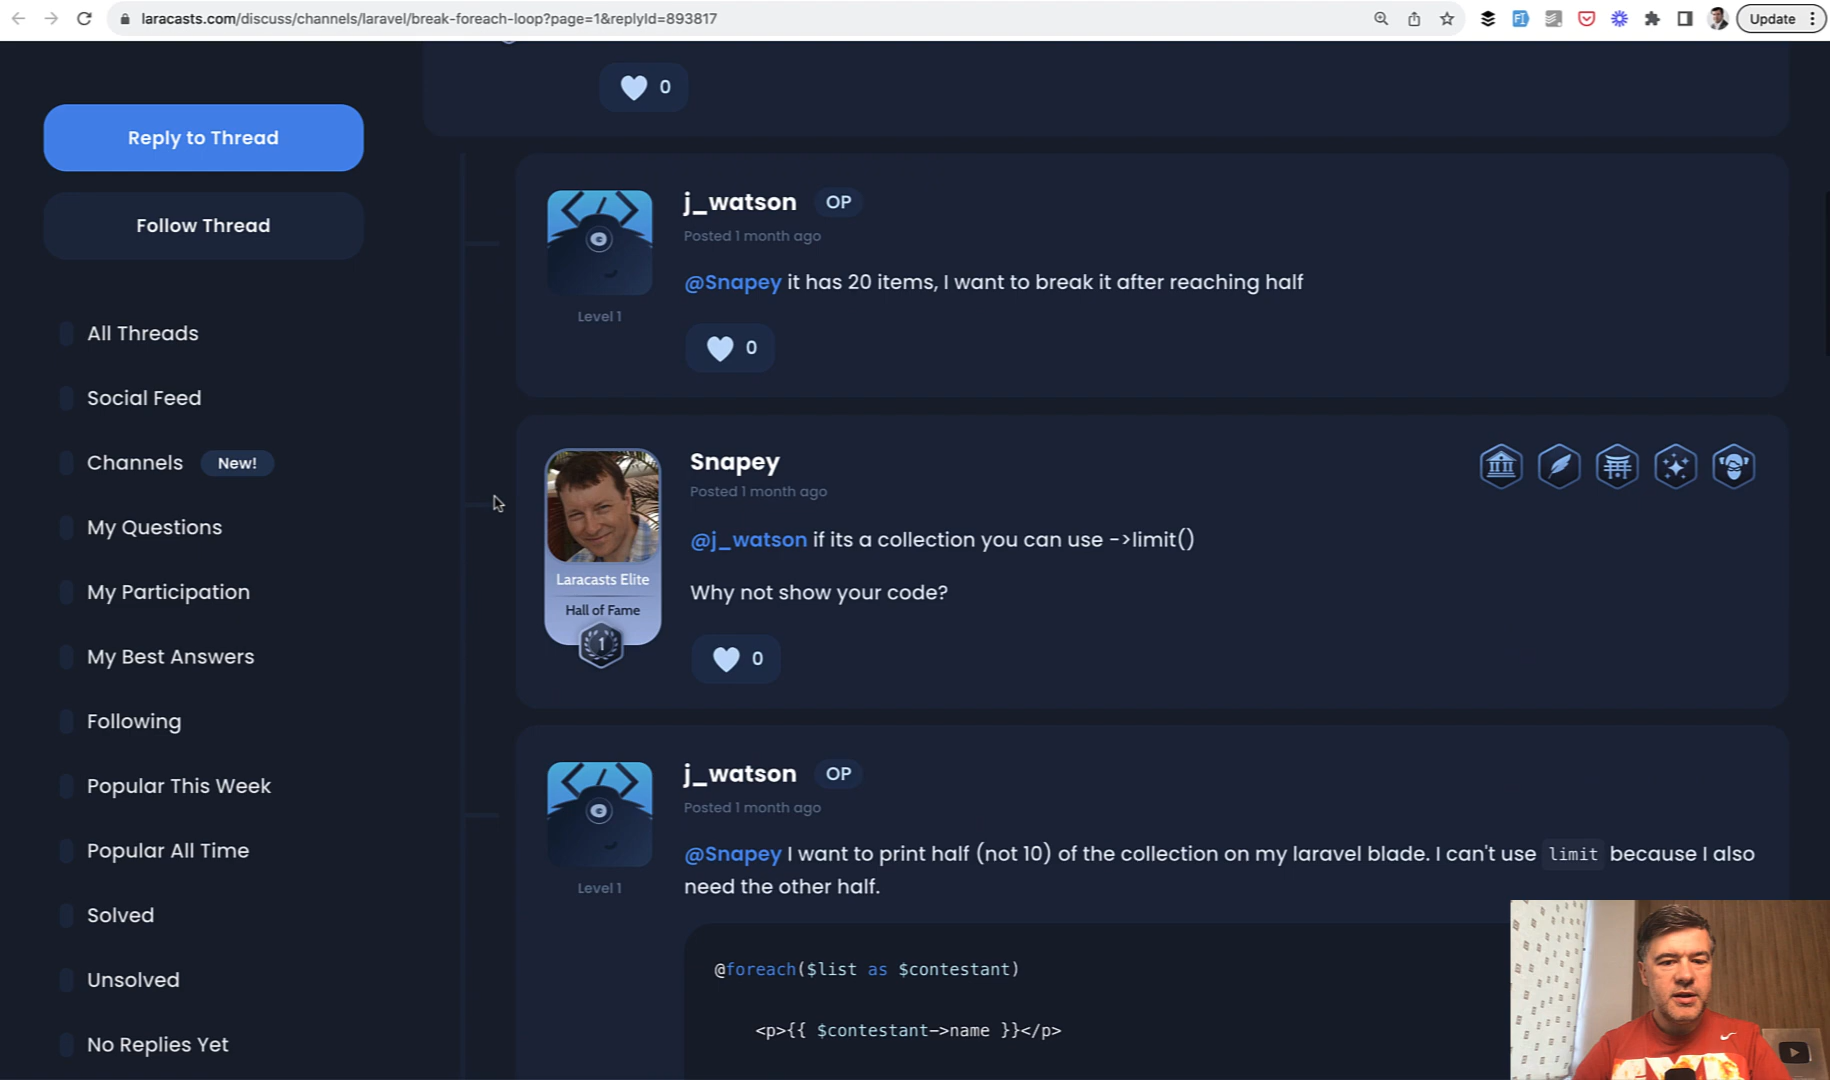 laracasts.com/discuss/channels/laravel/break-foreach-loop?page=1&replyId=893817
Update
Reply to Thread
Follow Thread
All Threads
Social Feed
Channels New!
My Questions
My Participation
My Best Answers
Following
Popular This Week
Popular All Time
Solved
Unsolved
No Replies Yet
0
j_watson OP
Posted 1 month ago
@Snapey it has 20 items, I want to break it after reaching half
Level 1
0
Snapey
Posted 1 month ago
@j_watson if its a collection you can use ->limit()
Why not show your code?
Laracasts Elite
Hall of Fame
1
0
j_watson OP
Posted 1 month ago
@Snapey I want to print half (not 10) of the collection on my laravel blade. I can't use limit because I also
need the other half.
Level 1
@foreach($list as $contestant)
<p>{{ $contestant->name }}</p>